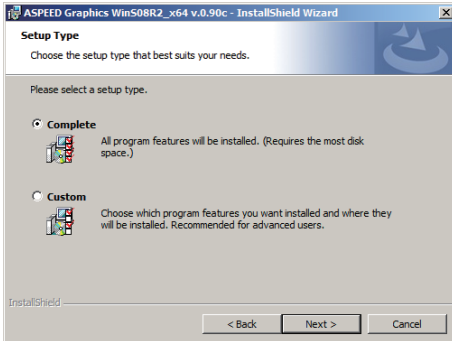 ASPEED Graphics WinS08R2_x64 v.0.90c - InstallShield Wizard
Setup Type
Choose the setup type that best suits your needs.
Please select a setup type.
Complete
All program features will be installed. (Requires the most disk
space.)
Custom
Choose which program features you want installed and where they
will be installed. Recommended for advanced users.
InstallShield
< Back Next > Cancel